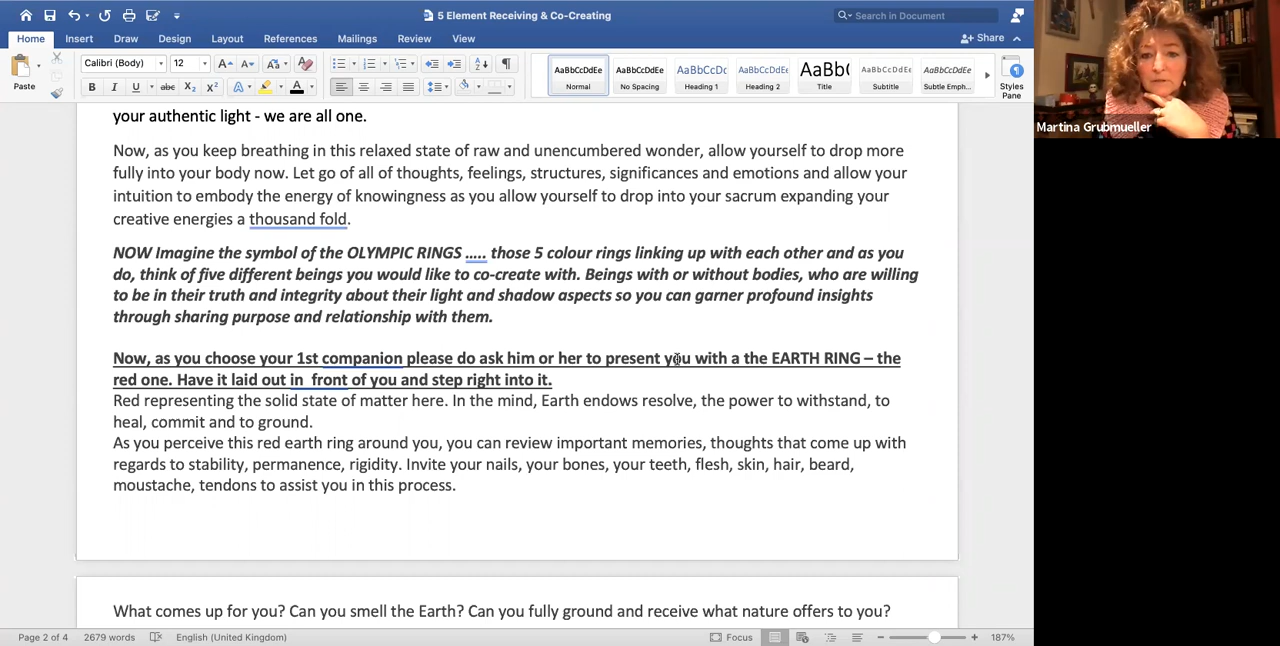 5 Element Receiving & Co-Creating
Search in Document
Home Insert Draw Design Layout References Mailings Review View
Share
Paste
Calibri (Body) 12
AaBbCcDdEe AaBbCcDdEe AaBbCcDc AaBbCcDdEe AaBb( AaBbCcDdEe AaBbCcDdEe
Normal No Spacing Heading 1 Heading 2 Title Subtitle Subtle Emph...
Styles
Pane
Martina Grubmueller
your authentic light - we are all one.
Now, as you keep breathing in this relaxed state of raw and unencumbered wonder, allow yourself to drop more
fully into your body now. Let go of all of thoughts, feelings, structures, significances and emotions and allow your
intuition to embody the energy of knowingness as you allow yourself to drop into your sacrum expanding your
creative energies a thousand fold.
NOW Imagine the symbol of the OLYMPIC RINGS ..... those 5 colour rings linking up with each other and as you
do, think of five different beings you would like to co-create with. Beings with or without bodies, who are willing
to be in their truth and integrity about their light and shadow aspects so you can garner profound insights
through sharing purpose and relationship with them.
Now, as you choose your 1st companion please do ask him or her to present you with a the EARTH RING – the
red one. Have it laid out in front of you and step right into it.
Red representing the solid state of matter here. In the mind, Earth endows resolve, the power to withstand, to
heal, commit and to ground.
As you perceive this red earth ring around you, you can review important memories, thoughts that come up with
regards to stability, permanence, rigidity. Invite your nails, your bones, your teeth, flesh, skin, hair, beard,
moustache, tendons to assist you in this process.
What comes up for you? Can you smell the Earth? Can you fully ground and receive what nature offers to you?
Page 2 of 4 2679 words English (United Kingdom) Focus 187%